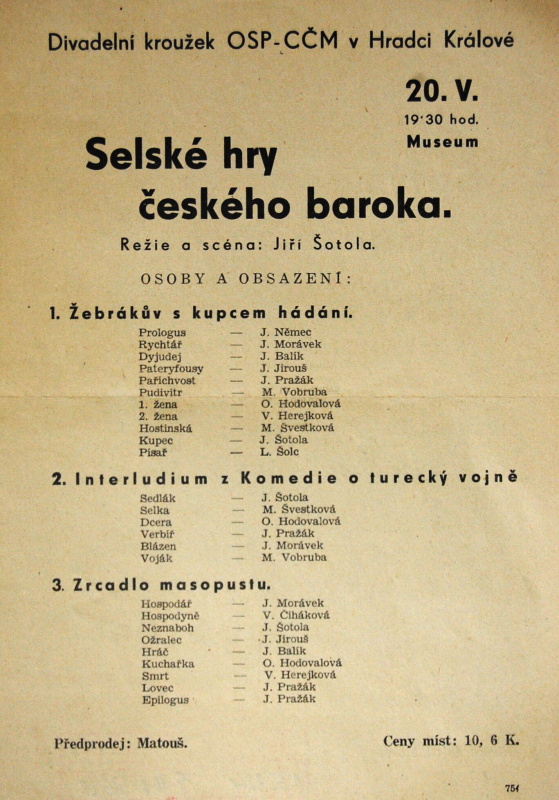 Divadelní kroužek OSP-CČM v Hradci Králové
20. V.
19·30 hod.
Museum
Selské hry
českého baroka.
Režie a scéna: Jiří Šotola.
OSOBY A OBSAZENÍ:
1. Žebrákův s kupcem hádání.
Prologus — J. Němec
Rychtář — J. Morávek
Dyjudej — J. Balík
Pateryfousy — J. Jirouš
Pařichvost — J. Pražák
Pudivitr — M. Vobruba
1. žena — O. Hodovalová
2. žena — V. Herejková
Hostinská — M. Švestková
Kupec — J. Šotola
Písař — L. Šolc
2. Interludium z Komedie o turecký vojně
Sedlák — J. Šotola
Selka — M. Švestková
Dcera — O. Hodovalová
Verbíř — J. Pražák
Blázen — J. Morávek
Voják — M. Vobruba
3. Zrcadlo masopustu.
Hospodář — J. Morávek
Hospodyně — V. Čiháková
Neznaboh — J. Šotola
Ožralec — J. Jirouš
Hráč — J. Balík
Kuchařka — O. Hodovalová
Smrt — V. Herejková
Lovec — J. Pražák
Epilogus — J. Pražák
Předprodej: Matouš.
Ceny míst: 10, 6 K.
751